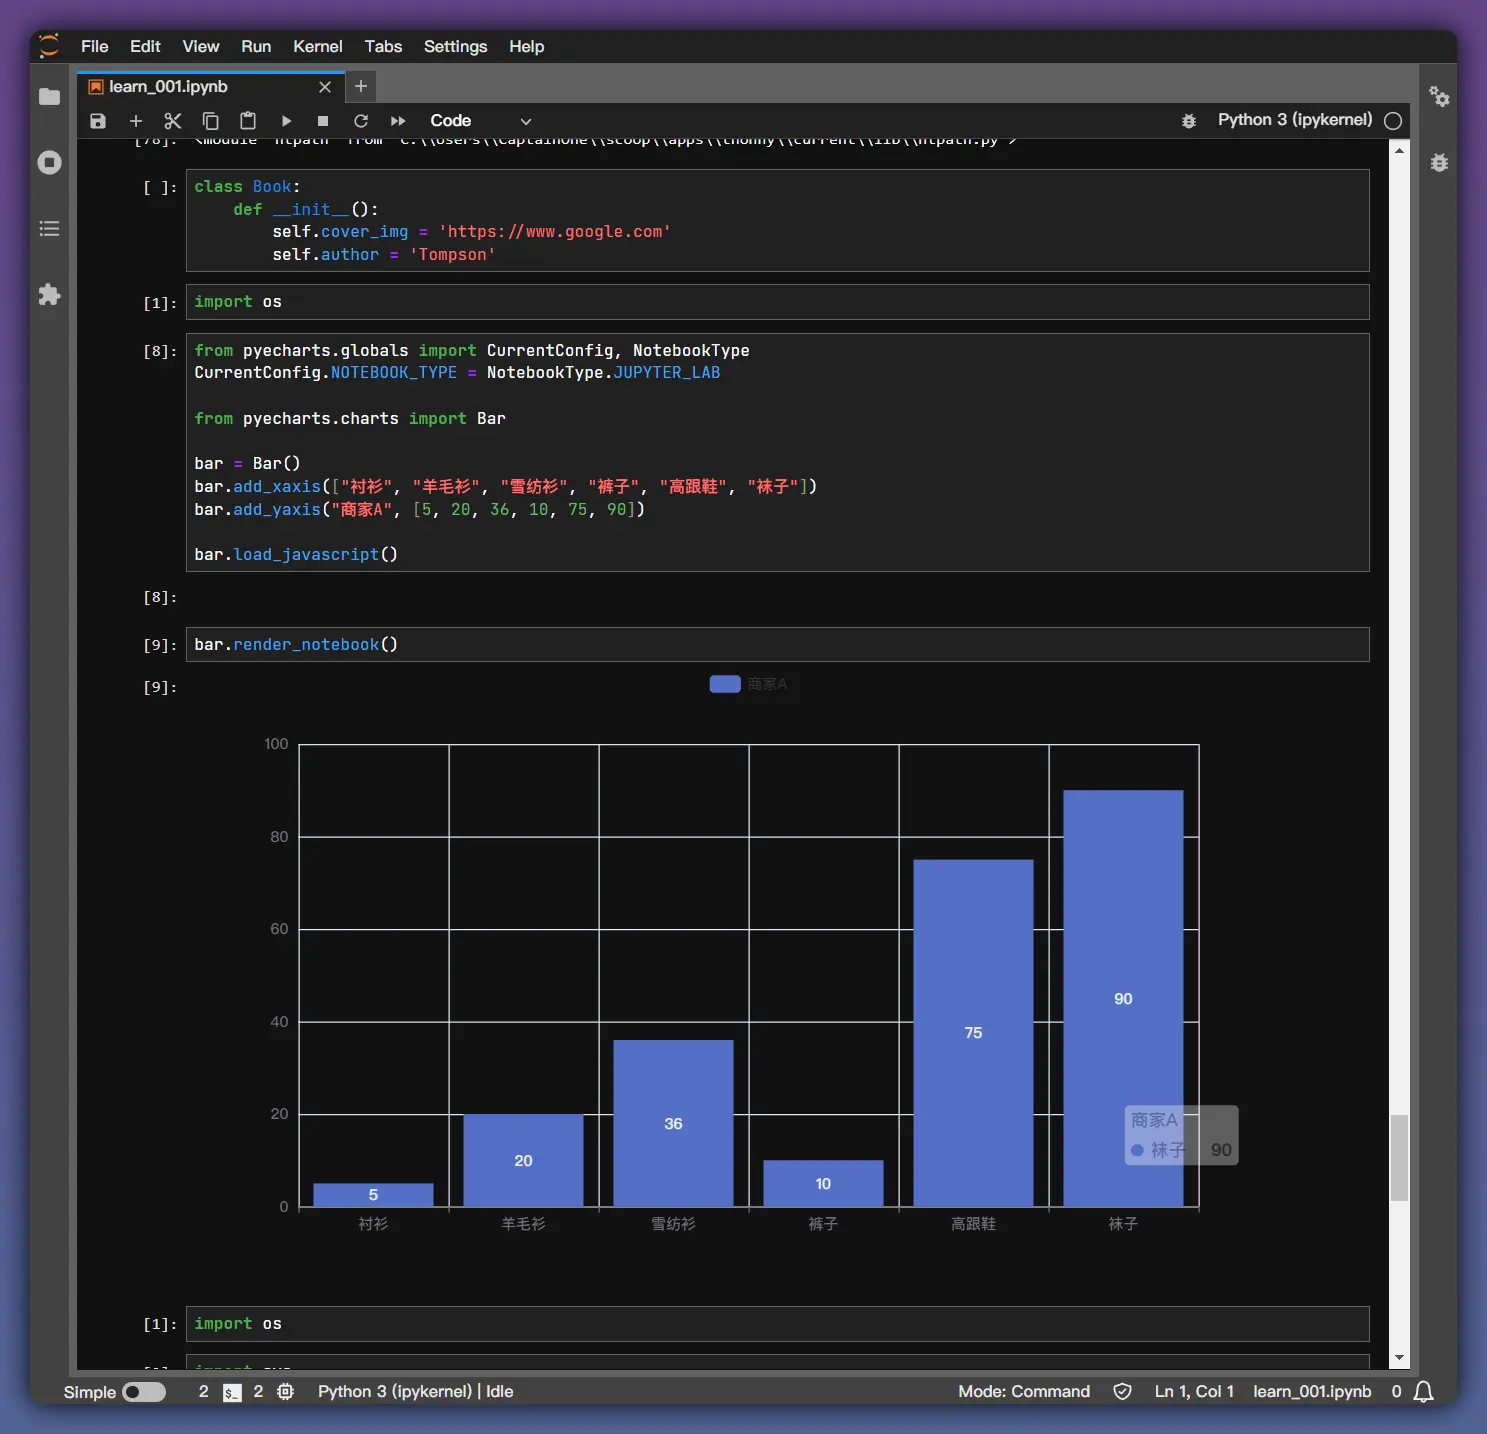 File Edit View Run Kernel Tabs Settings Help
learn_001.ipynb
Code
Python 3 (ipykernel)
[ ]:
class Book:
def __init__():
self.cover_img = 'https://www.google.com'
self.author = 'Tompson'
[1]:
import os
[8]:
from pyecharts.globals import CurrentConfig, NotebookType
CurrentConfig.NOTEBOOK_TYPE = NotebookType.JUPYTER_LAB
from pyecharts.charts import Bar
bar = Bar()
bar.add_xaxis(["衬衫", "羊毛衫", "雪纺衫", "裤子", "高跟鞋", "袜子"])
bar.add_yaxis("商家A", [5, 20, 36, 10, 75, 90])
bar.load_javascript()
[8]:
[9]:
bar.render_notebook()
[9]:
商家A
100
80
60
40
20
0
5
20
36
10
75
90
商家A
袜子 90
衬衫 羊毛衫 雪纺衫 裤子 高跟鞋 袜子
[1]:
import os
Simple 2 $_ 2 Python 3 (ipykernel) | Idle Mode: Command Ln 1, Col 1 learn_001.ipynb 0